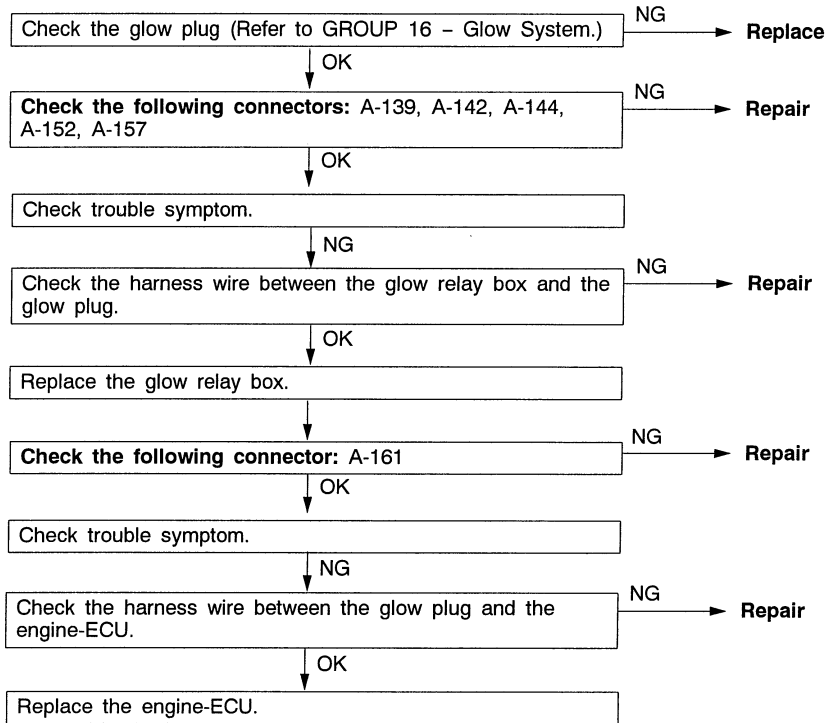 Check the glow plug (Refer to GROUP 16 – Glow System.)
NG
Replace
OK
Check the following connectors: A-139, A-142, A-144,
A-152, A-157
NG
Repair
OK
Check trouble symptom.
NG
Check the harness wire between the glow relay box and the
glow plug.
NG
Repair
OK
Replace the glow relay box.
Check the following connector: A-161
NG
Repair
OK
Check trouble symptom.
NG
Check the harness wire between the glow plug and the
engine-ECU.
NG
Repair
OK
Replace the engine-ECU.